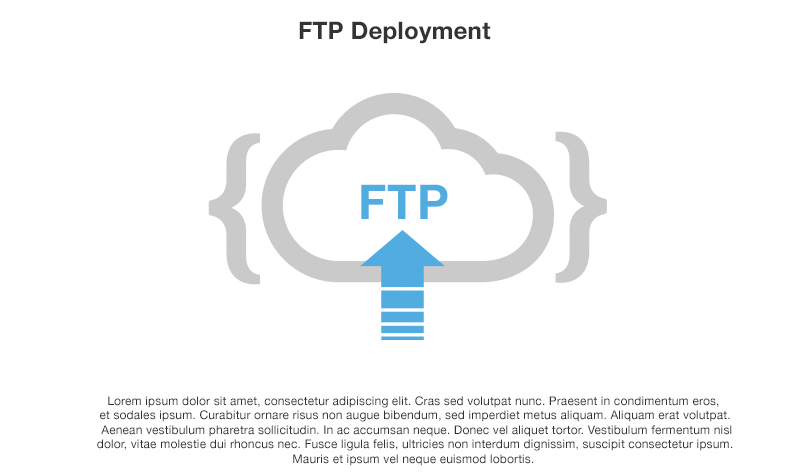 FTP Deployment
FTP
Lorem ipsum dolor sit amet, consectetur adipiscing elit. Cras sed volutpat nunc. Praesent in condimentum eros,
et sodales ipsum. Curabitur ornare risus non augue bibendum, sed imperdiet metus aliquam. Aliquam erat volutpat.
Aenean vestibulum pharetra sollicitudin. In ac accumsan neque. Donec vel aliquet tortor. Vestibulum fermentum nisl
dolor, vitae molestie dui rhoncus nec. Fusce ligula felis, ultricies non interdum dignissim, suscipit consectetur ipsum.
Mauris et ipsum vel neque euismod lobortis.